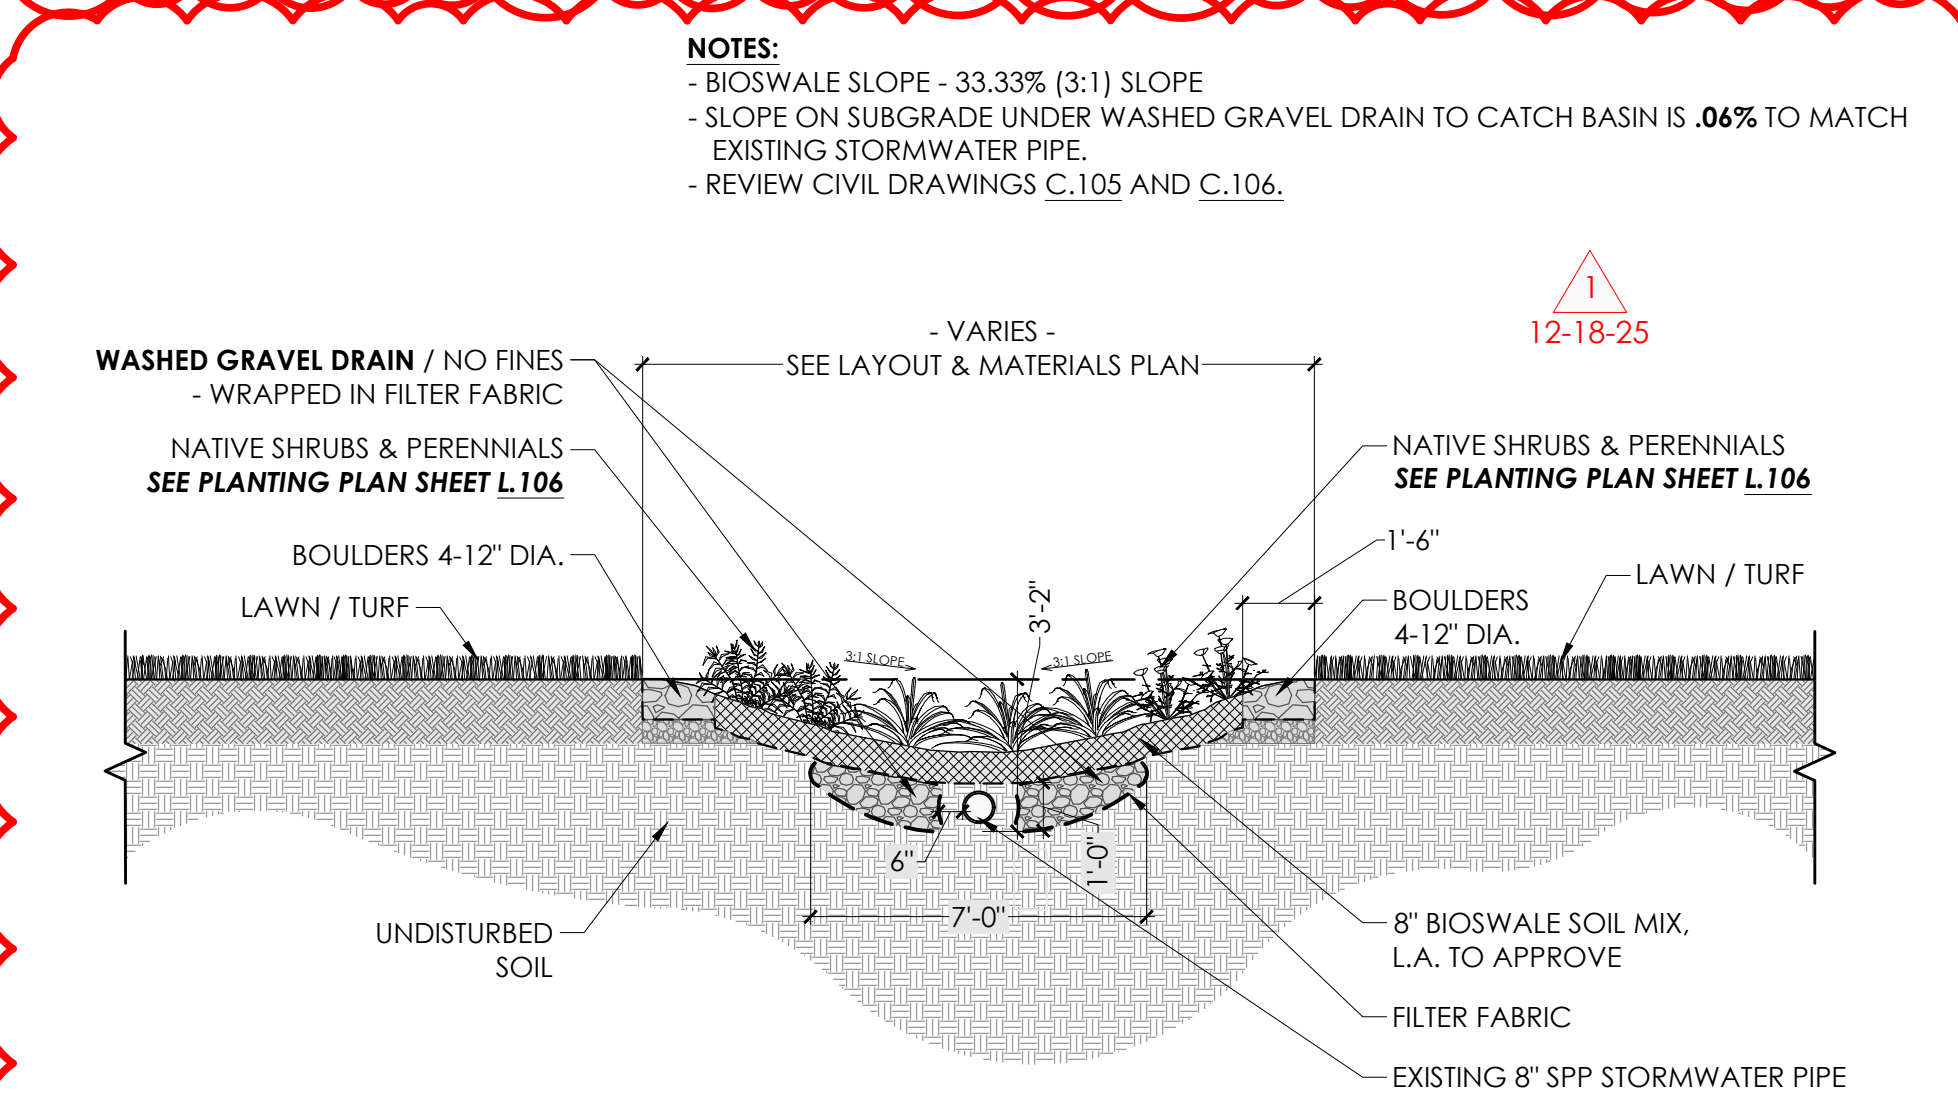 NOTES:
- BIOSWALE SLOPE - 33.33% (3:1) SLOPE
- SLOPE ON SUBGRADE UNDER WASHED GRAVEL DRAIN TO CATCH BASIN IS .06% TO MATCH
EXISTING STORMWATER PIPE.
- REVIEW CIVIL DRAWINGS C.105 AND C.106.
1
12-18-25
- VARIES -
SEE LAYOUT & MATERIALS PLAN
WASHED GRAVEL DRAIN / NO FINES
- WRAPPED IN FILTER FABRIC
NATIVE SHRUBS & PERENNIALS
SEE PLANTING PLAN SHEET L.106
BOULDERS 4-12" DIA.
LAWN / TURF
NATIVE SHRUBS & PERENNIALS
SEE PLANTING PLAN SHEET L.106
1'-6"
LAWN / TURF
BOULDERS
4-12" DIA.
3'-2"
3:1 SLOPE
3:1 SLOPE
6"
1'-0"
7'-0"
UNDISTURBED
SOIL
8" BIOSWALE SOIL MIX,
L.A. TO APPROVE
FILTER FABRIC
EXISTING 8" SPP STORMWATER PIPE